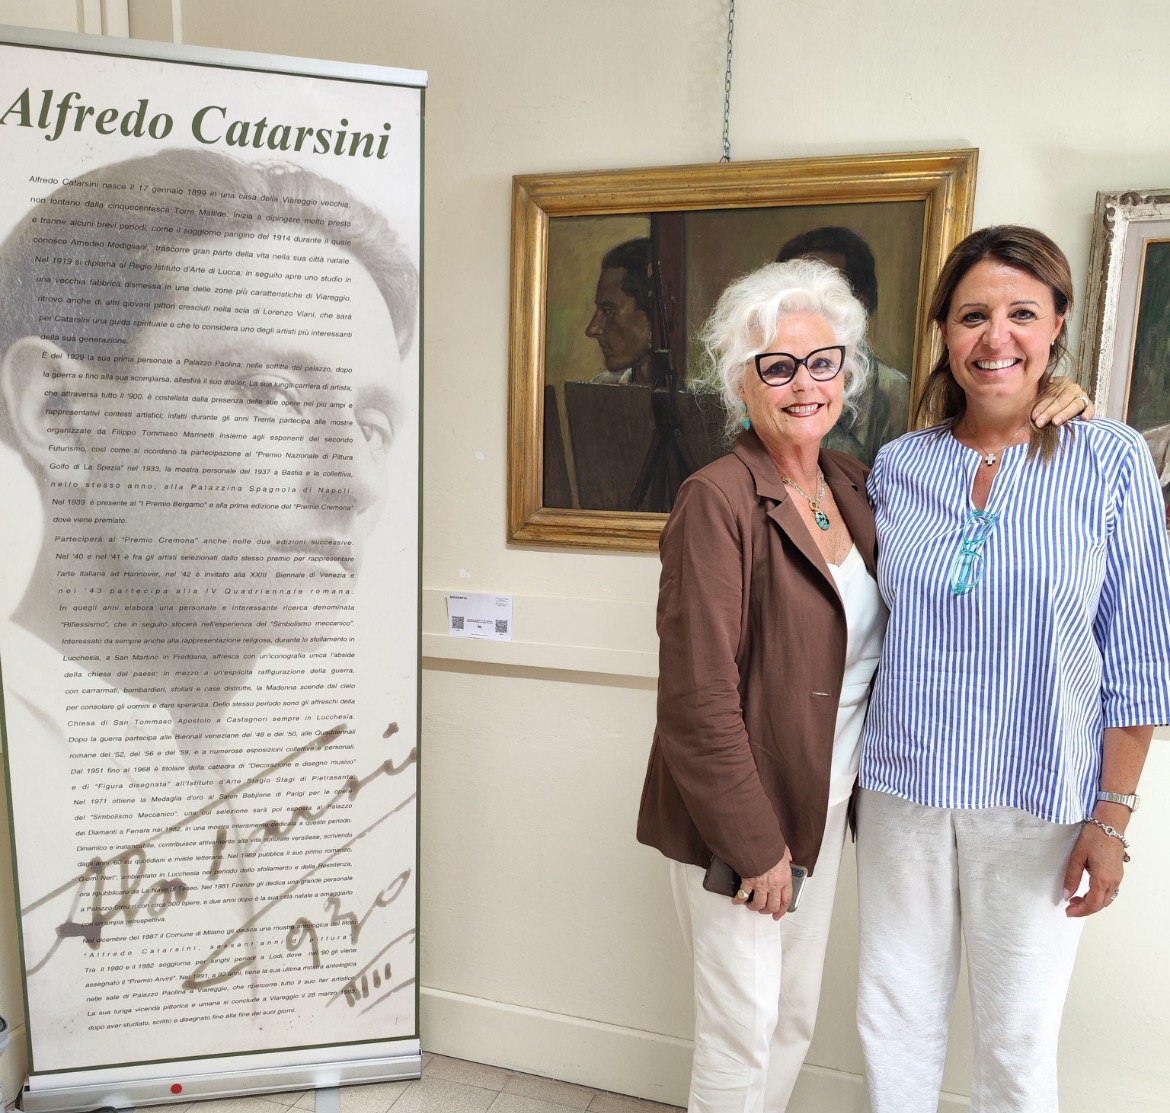 Alfredo Catarsini
Alfredo Catarsini nasce il 17 gennaio 1899 in una casa della Viareggio vecchia,
non lontano dalla cinquecentesca Torre Matilde. Inizia a dipingere molto presto
e tranne alcuni brevi periodi, come il soggiorno parigino del 1914 durante il quale
conosce Amedeo Modigliani, trascorre gran parte della vita nella sua città natale.
Nel 1919 si diploma al Regio Istituto d'Arte di Lucca; in seguito apre uno studio in
una vecchia fabbrica dismessa in una delle zone più caratteristiche di Viareggio,
ritrovo anche di altri giovani pittori cresciuti nella scia di Lorenzo Viani, che sarà
per Catarsini una guida spirituale e che lo considera uno degli artisti più interessanti
della sua generazione.
È del 1929 la sua prima personale a Palazzo Paolina; nelle soffitte del palazzo, dopo
la guerra e fino alla sua scomparsa, allestirà il suo atelier. La sua lunga carriera di artista,
che attraversa tutto il '900, è costellata dalla presenza delle sue opere nei più ampi e
rappresentativi contesti artistici; infatti durante gli anni Trenta partecipa alle mostre
organizzate da Filippo Tommaso Marinetti insieme agli esponenti del secondo
Futurismo, così come si ricordano la partecipazione al "Premio Nazionale di Pittura
Golfo di La Spezia" nel 1933, la mostra personale del 1937 a Bastia e la collettiva,
nello stesso anno, alla Palazzina Spagnola di Napoli.
Nel 1939 è presente al "I Premio Bergamo" e alla prima edizione del "Premio Cremona"
dove viene premiato.
Parteciperà al "Premio Cremona" anche nelle due edizioni successive.
Nel '40 e nel '41 è fra gli artisti selezionati dallo stesso premio per rappresentare
l'arte italiana ad Hannover, nel '42 è invitato alla XXIII Biennale di Venezia e
nel '43 partecipa alla IV Quadriennale romana.
In quegli anni elabora una personale e interessante ricerca denominata
"Riflessismo", che in seguito sfocerà nell'esperienza del "Simbolismo meccanico".
Interessato da sempre anche alla rappresentazione religiosa, durante lo sfollamento in
Lucchesia, a San Martino in Freddana, affresca con un'iconografia unica l'abside
della chiesa del paese: in mezzo a un'esplicita raffigurazione della guerra,
con carrarmati, bombardieri, sfollati e case distrutte, la Madonna scende dal cielo
per consolare gli uomini e dare speranza. Dello stesso periodo sono gli affreschi della
Chiesa di San Tommaso Apostolo a Castagnori sempre in Lucchesia.
Dopo la guerra partecipa alle Biennali veneziane del '48 e del '50, alle Quadriennali
romane del '52, del '56 e del '59, e a numerose esposizioni collettive e personali.
Dal 1951 fino al 1968 è titolare della cattedra di "Decorazione e disegno musivo"
e di "Figura disegnata" all'Istituto d'Arte Stagio Stagi di Pietrasanta.
Nel 1971 ottiene la Medaglia d'oro al Salon Babylone di Parigi per le opere
del "Simbolismo Meccanico", una cui selezione sarà poi esposta al Palazzo
dei Diamanti a Ferrara nel 1982, in una mostra interamente dedicata a questo periodo.
Dinamico e instancabile, contribuisce attivamente alla vita culturale versiliese, scrivendo
dagli anni '60 su quotidiani e riviste letterarie. Nel 1969 pubblica il suo primo romanzo,
Giorni Neri", ambientato in Lucchesia nel periodo dello sfollamento e della Resistenza,
ora ripubblicato da La Nave di Teseo. Nel 1981 Firenze gli dedica una grande personale
a Palazzo Strozzi con circa 300 opere, e due anni dopo è la sua città natale a omaggiarlo
con un'ampia retrospettiva.
Nel dicembre del 1987 il Comune di Milano gli dedica una mostra antologica dal titolo
"Alfredo Catarsini, sessant'anni di pittura".
Tra il 1980 e il 1982 soggiorna per lunghi periodi a Lodi, dove nel '90 gli viene
assegnato il "Premio Arvini". Nel 1991, a 92 anni, tiene la sua ultima mostra antologica
nelle sale di Palazzo Paolina a Viareggio, che ripercorre tutto il suo iter artistico.
La sua lunga vicenda pittorica e umana si conclude a Viareggio il 28 marzo 1993,
dopo aver studiato, scritto o disegnato fino alla fine dei suoi giorni.
Catarsini
1930